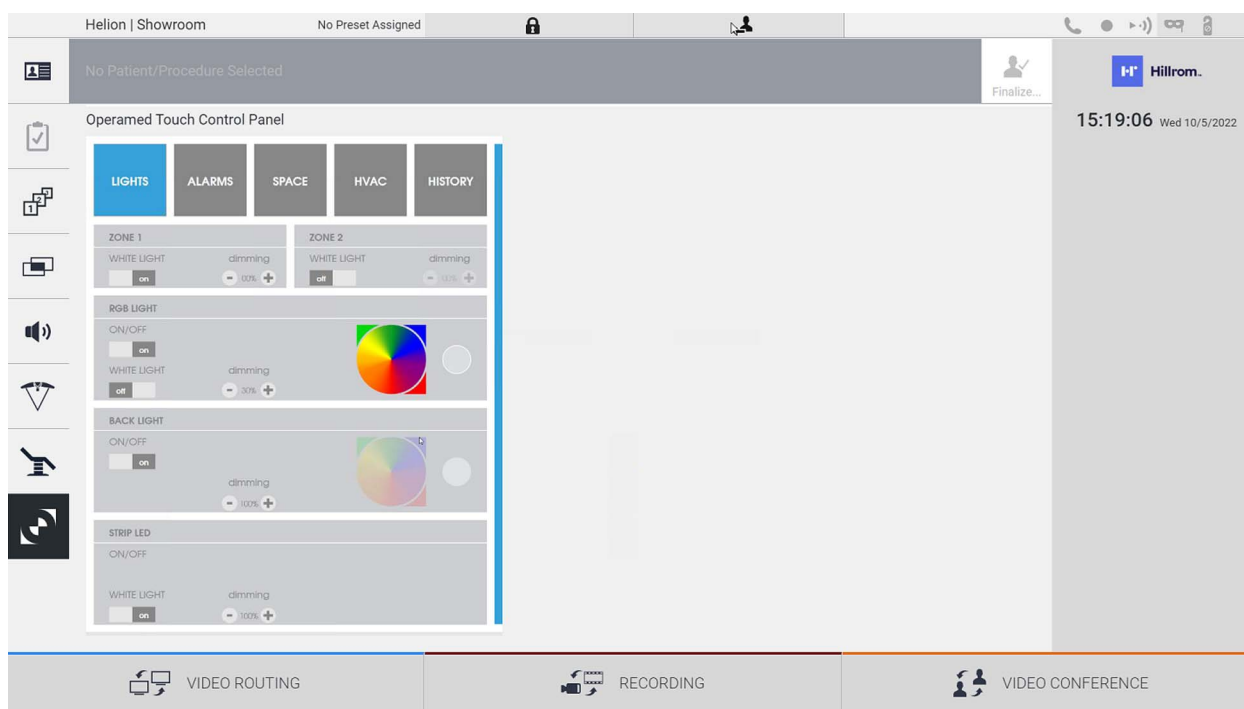 Helion | Showroom
No Preset Assigned
No Patient/Procedure Selected
Finalize...
Hillrom™
15:19:06 Wed 10/5/2022
Operamed Touch Control Panel
LIGHTS ALARMS SPACE HVAC HISTORY
ZONE 1
WHITE LIGHT dimming
on 00%
ZONE 2
WHITE LIGHT dimming
off 00%
RGB LIGHT
ON/OFF
on
WHITE LIGHT dimming
off 30%
BACK LIGHT
ON/OFF
on
dimming
100%
STRIP LED
ON/OFF
WHITE LIGHT dimming
on 100%
VIDEO ROUTING
RECORDING
VIDEO CONFERENCE